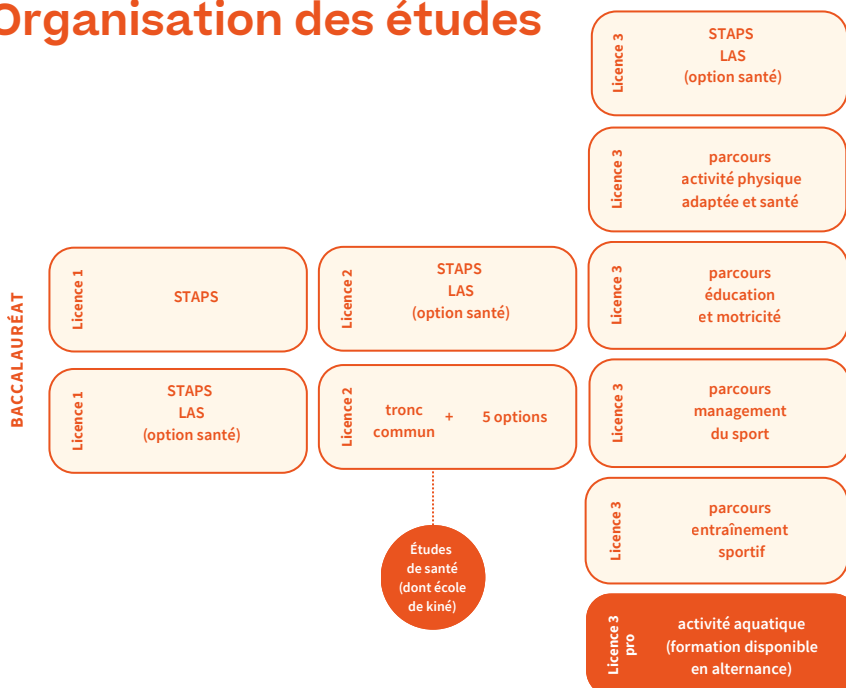 Organisation des études
BACCALAURÉAT
Licence 1
STAPS
Licence 1
STAPS
LAS
(option santé)
Licence 2
STAPS
LAS
(option santé)
Licence 2
tronc
commun
+
5 options
Études
de santé
(dont école
de kiné)
Licence 3
STAPS
LAS
(option santé)
Licence 3
parcours
activité physique
adaptée et santé
Licence 3
parcours
éducation
et motricité
Licence 3
parcours
management
du sport
Licence 3
parcours
entraînement
sportif
Licence 3
pro
activité aquatique
(formation disponible
en alternance)